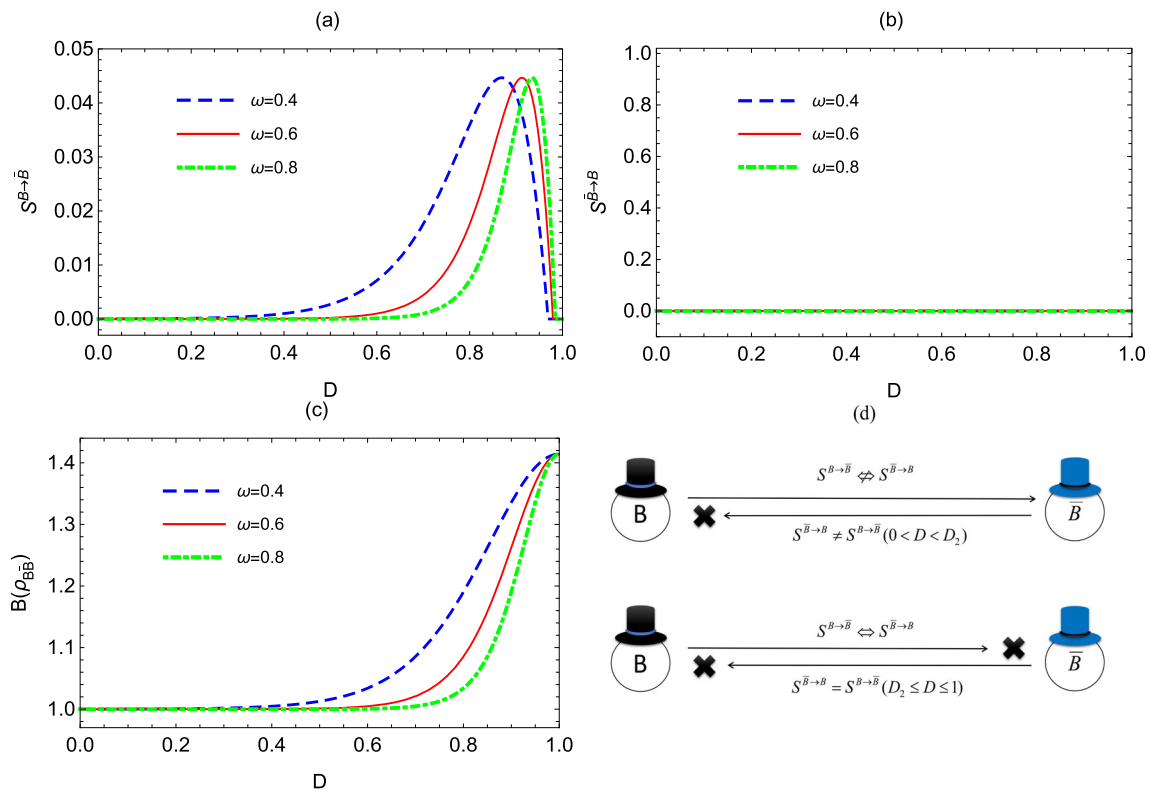 (a)
0.05
0.04
0.03
0.02
0.01
0.00
S^{B→B̄}
ω=0.4
ω=0.6
ω=0.8
0.0 0.2 0.4 0.6 0.8 1.0
D
(b)
1.0
0.8
0.6
0.4
0.2
0.0
S^{B̄→B}
ω=0.4
ω=0.6
ω=0.8
0.0 0.2 0.4 0.6 0.8 1.0
D
(c)
1.4
1.3
1.2
1.1
1.0
B(ρ_{BB̄})
ω=0.4
ω=0.6
ω=0.8
0.0 0.2 0.4 0.6 0.8 1.0
D
(d)
S^{B→B̄} ⇎ S^{B̄→B}
B
B̄
S^{B̄→B} ≠ S^{B→B̄} (0 < D < D₂)
S^{B→B̄} ⇔ S^{B̄→B}
B
B̄
S^{B̄→B} = S^{B→B̄} (D₂ ≤ D ≤ 1)